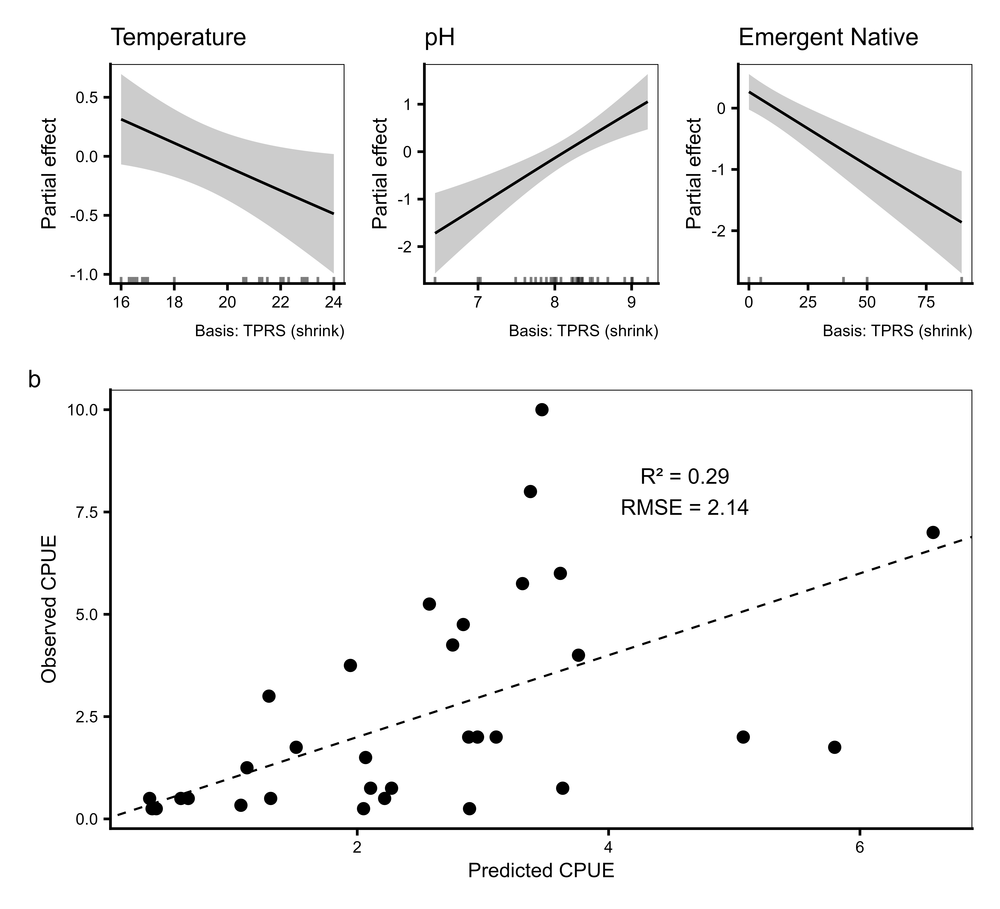 Temperature
Partial effect
0.5
0.0
-0.5
-1.0
16 18 20 22 24
Basis: TPRS (shrink)
pH
Partial effect
1
0
-1
-2
7 8 9
Basis: TPRS (shrink)
Emergent Native
Partial effect
0
-1
-2
0 25 50 75
Basis: TPRS (shrink)
b
Observed CPUE
10.0
7.5
5.0
2.5
0.0
R² = 0.29
RMSE = 2.14
2 4 6
Predicted CPUE